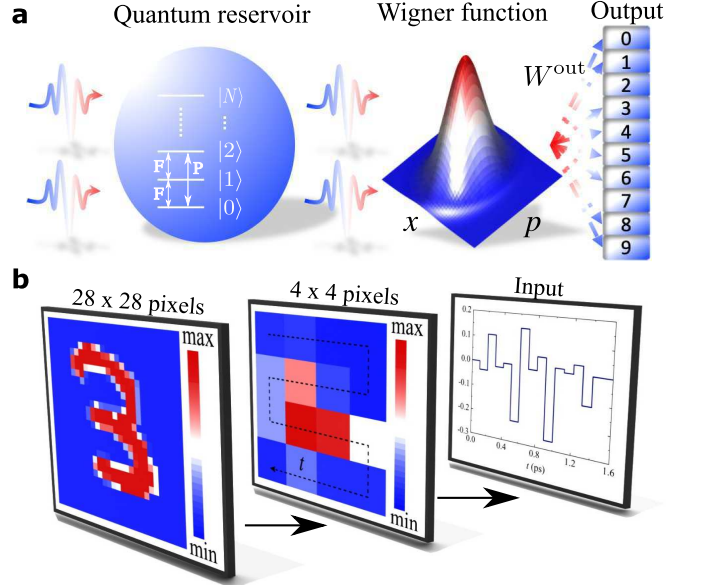 a
Quantum reservoir
Wigner function
Output
|N⟩
|2⟩
|1⟩
|0⟩
F
P
F
x
p
W^out
0
1
2
3
4
5
6
7
8
9
b
28 x 28 pixels
4 x 4 pixels
Input
max
min
max
min
t
0.2
0.1
0.0
-0.1
-0.2
-0.3
0.0
0.4
0.8
1.2
1.6
t (ps)